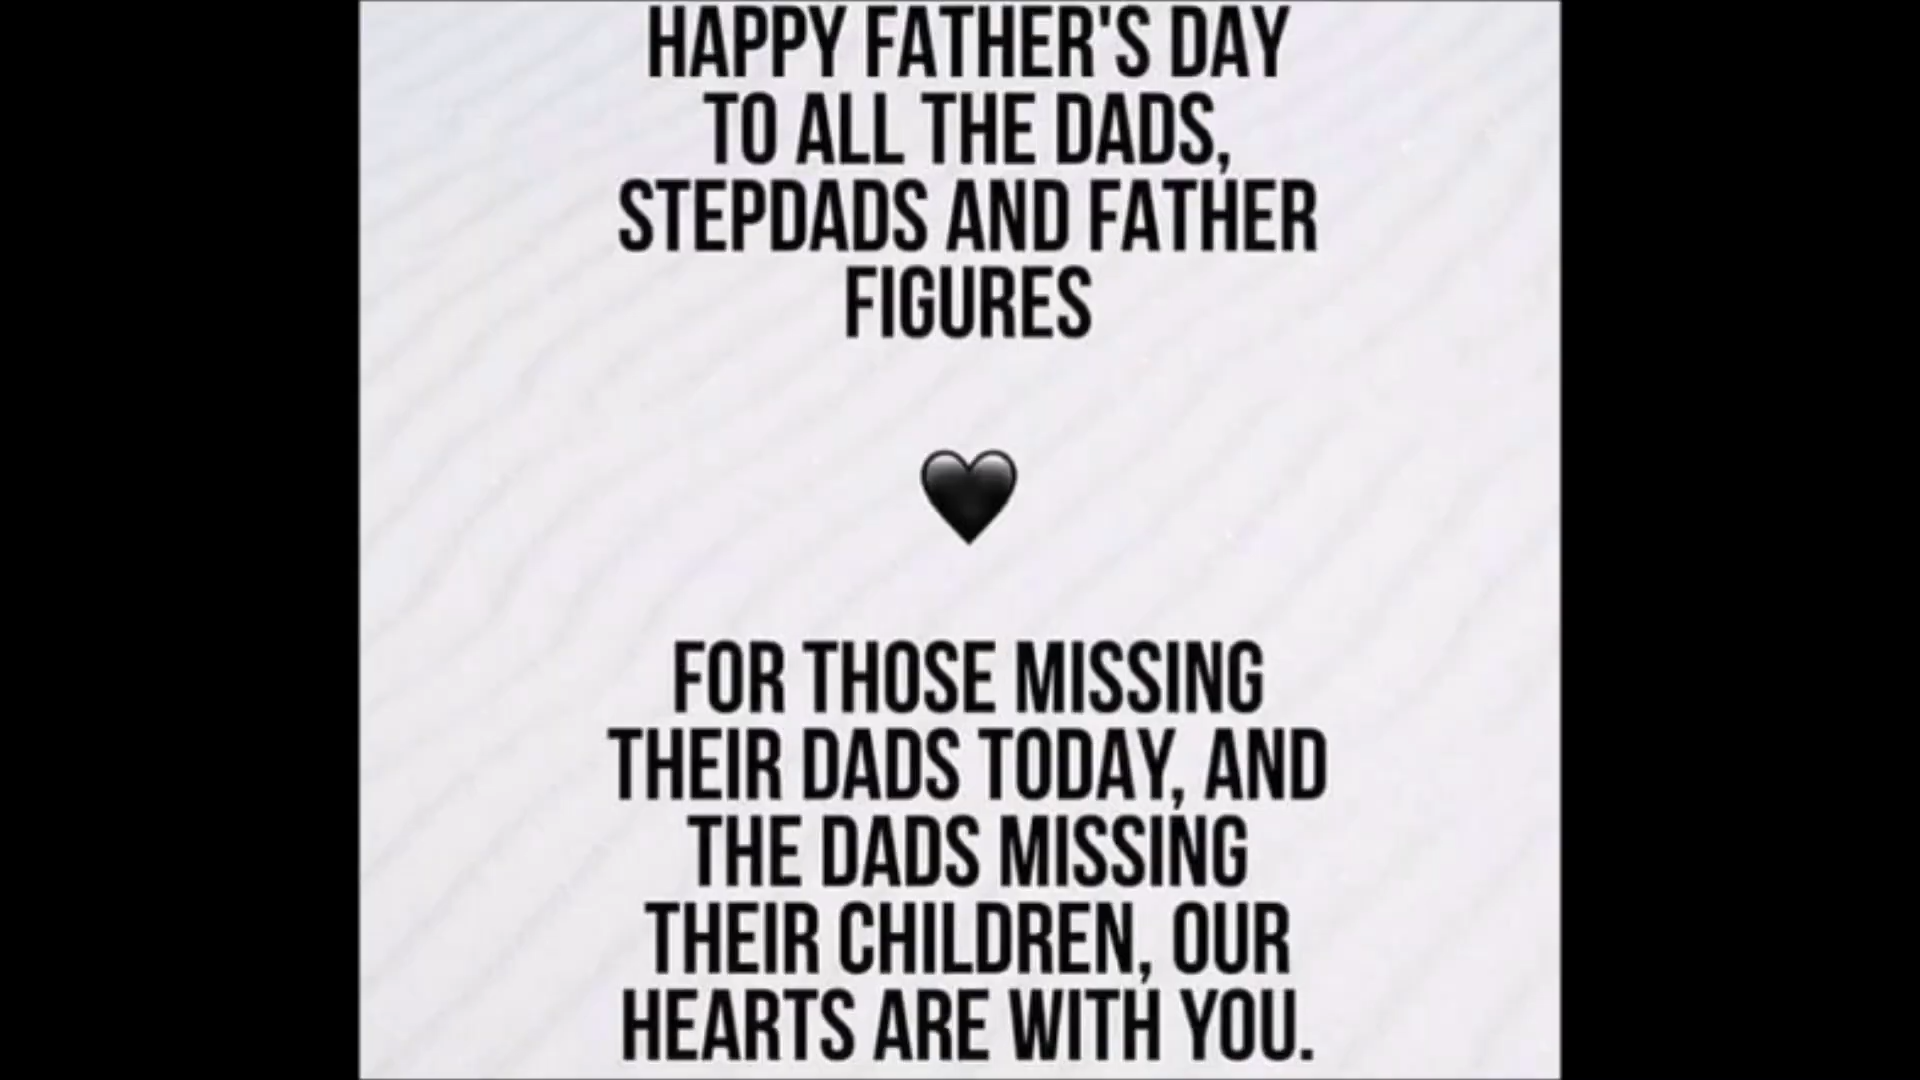 HAPPY FATHER'S DAY
TO ALL THE DADS,
STEPDADS AND FATHER
FIGURES
🖤
FOR THOSE MISSING
THEIR DADS TODAY, AND
THE DADS MISSING
THEIR CHILDREN, OUR
HEARTS ARE WITH YOU.